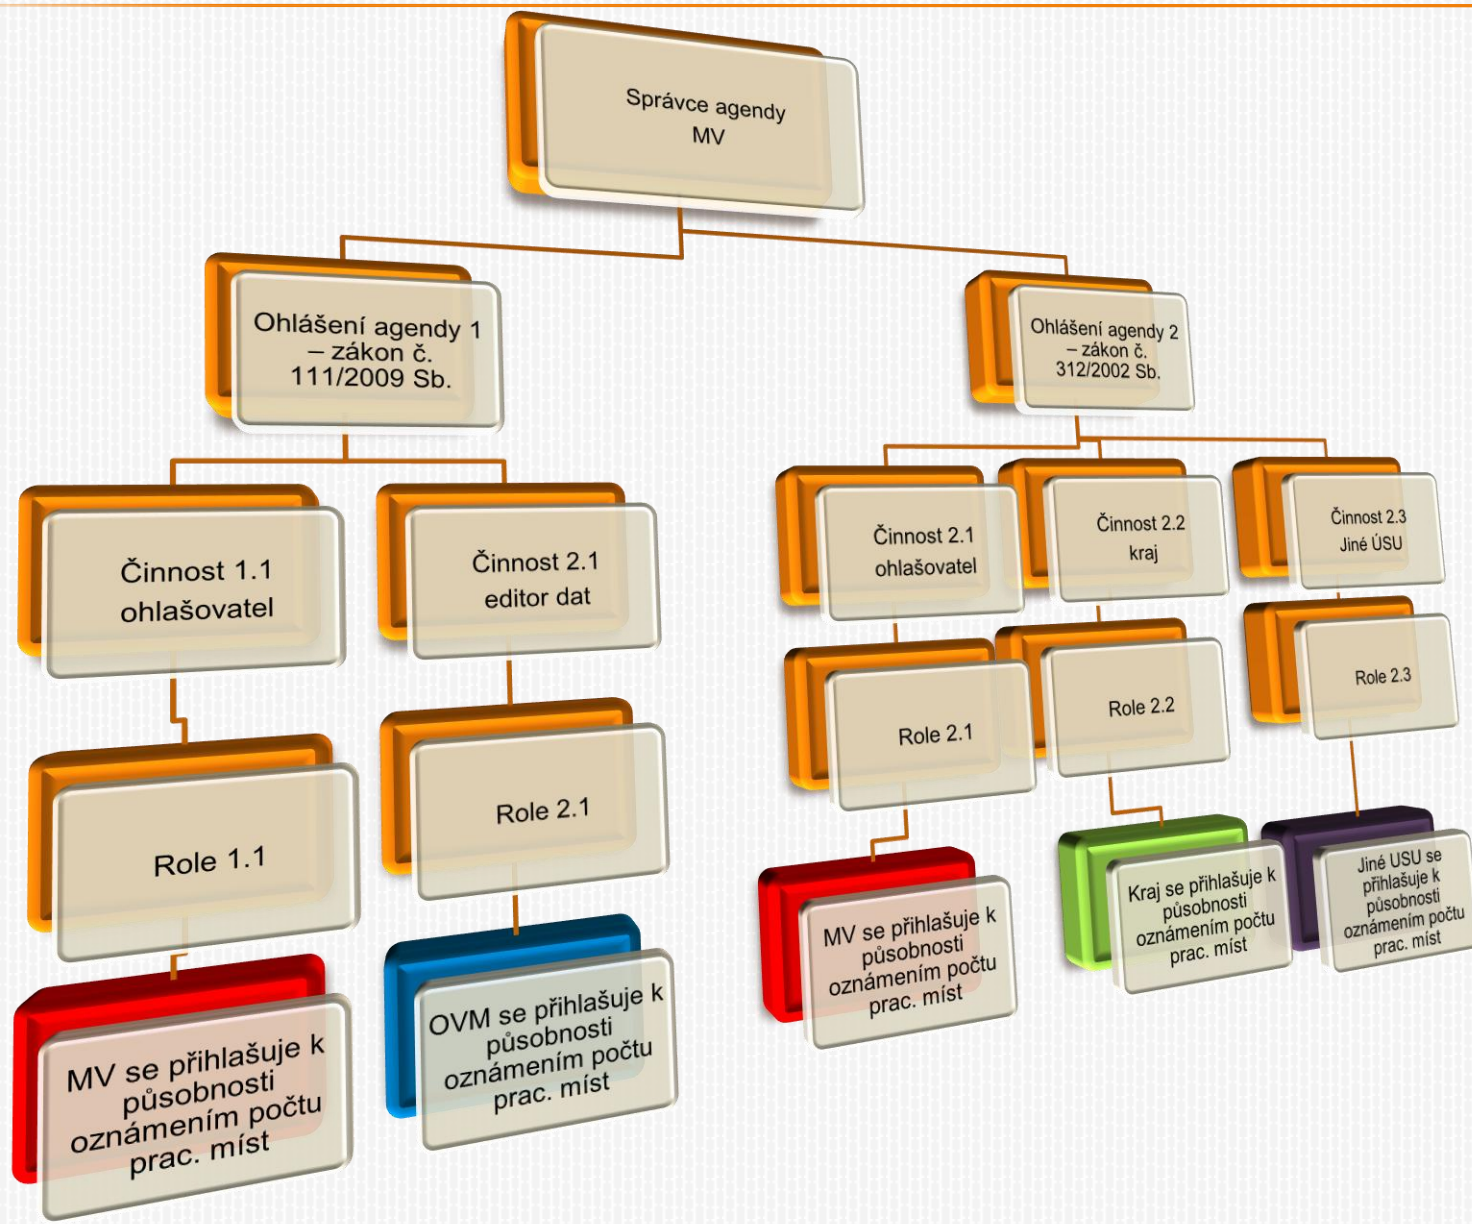 Správce agendy
MV
Ohlášení agendy 1
– zákon č.
111/2009 Sb.
Ohlášení agendy 2
– zákon č.
312/2002 Sb.
Činnost 1.1
ohlašovatel
Činnost 2.1
editor dat
Činnost 2.1
ohlašovatel
Činnost 2.2
kraj
Činnost 2.3
Jiné ÚSU
Role 1.1
Role 2.1
Role 2.1
Role 2.2
Role 2.3
MV se přihlašuje k
působnosti
oznámením počtu
prac. míst
OVM se přihlašuje k
působnosti
oznámením počtu
prac. míst
MV se přihlašuje k
působnosti
oznámením počtu
prac. míst
Kraj se přihlašuje k
působnosti
oznámením počtu
prac. míst
Jiné USU se
přihlašuje k
působnosti
oznámením počtu
prac. míst